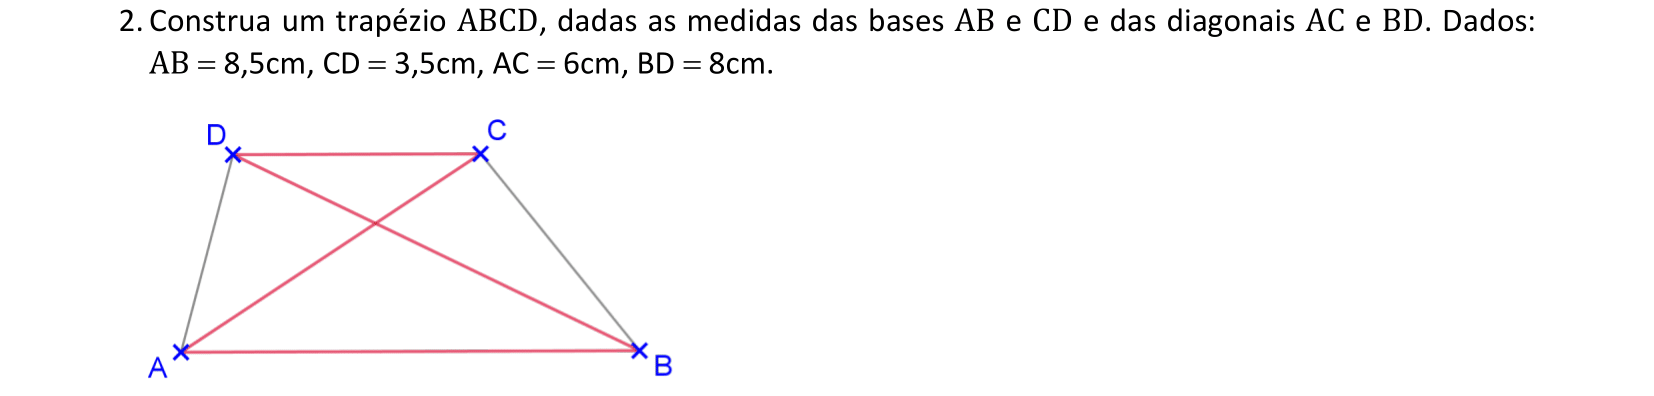 2. Construa um trapézio ABCD, dadas as medidas das bases AB e CD e das diagonais AC e BD. Dados:
AB = 8,5cm, CD = 3,5cm, AC = 6cm, BD = 8cm.
D C
A B